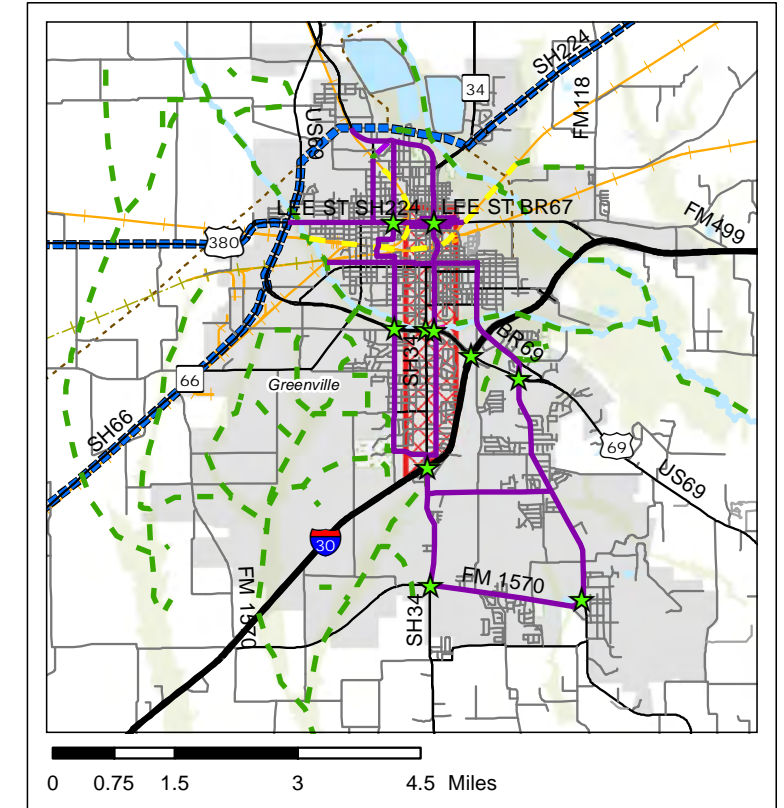 SH224
34
FM118
US69
LEE ST SH224
LEE ST BR67
FM499
380
BR69
SH34
66
Greenville
69
SH66
US69
30
FM 1570
FM 1570
SH34
0 0.75 1.5 3 4.5 Miles